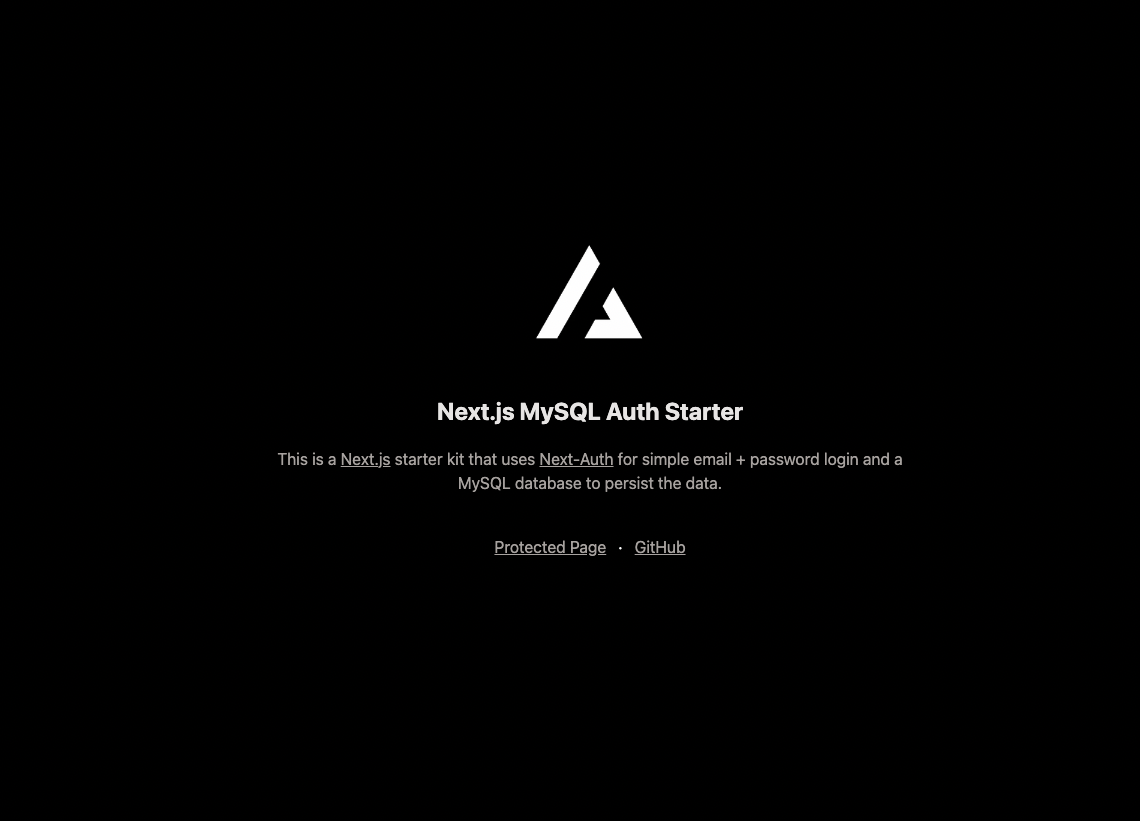 Next.js MySQL Auth Starter
This is a Next.js starter kit that uses Next-Auth for simple email + password login and a
MySQL database to persist the data.
Protected Page · GitHub